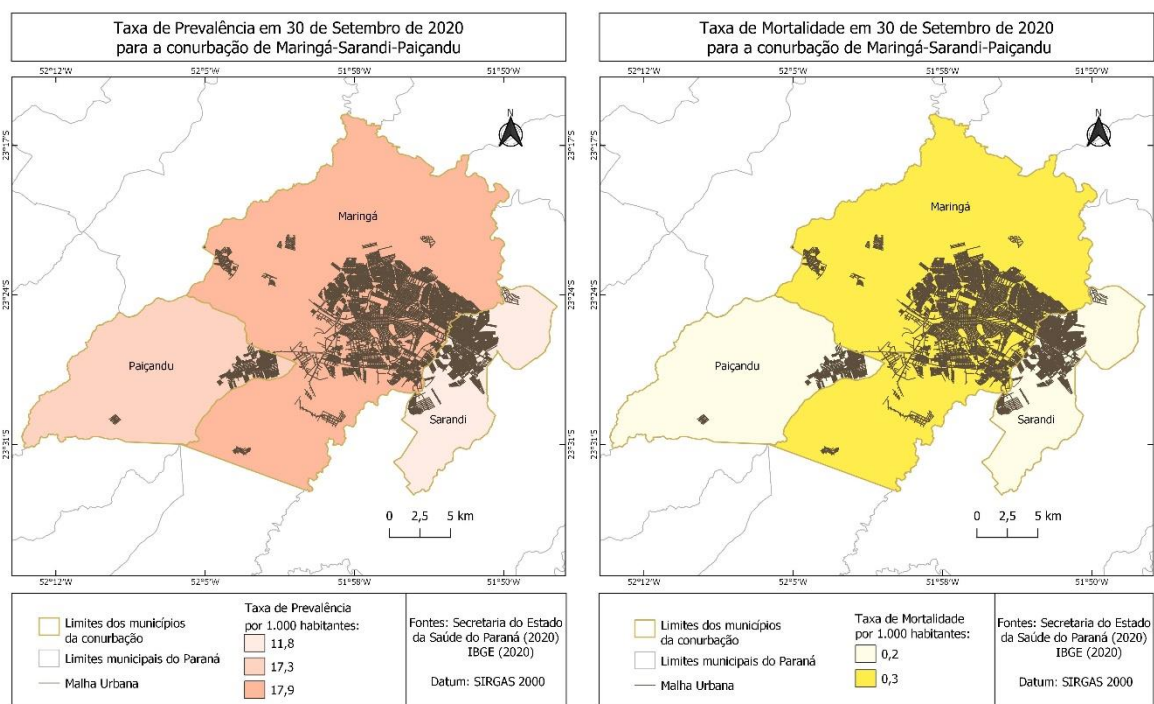 Taxa de Prevalência em 30 de Setembro de 2020
para a conurbação de Maringá-Sarandi-Paiçandu
52°12'W
52°5'W
51°58'W
51°50'W
N
23°17'S
23°24'S
23°31'S
Maringá
Paiçandu
Sarandi
0 2,5 5 km
52°12'W
52°5'W
51°58'W
51°50'W
Limites dos municípios
da conurbação
Limites municipais do Paraná
Malha Urbana
Taxa de Prevalência
por 1.000 habitantes:
11,8
17,3
17,9
Fontes: Secretaria do Estado
da Saúde do Paraná (2020)
IBGE (2020)
Datum: SIRGAS 2000
Taxa de Mortalidade em 30 de Setembro de 2020
para a conurbação de Maringá-Sarandi-Paiçandu
52°12'W
52°5'W
51°58'W
51°50'W
N
23°17'S
23°24'S
23°31'S
Maringá
Paiçandu
Sarandi
0 2,5 5 km
52°12'W
52°5'W
51°58'W
51°50'W
Limites dos municípios
da conurbação
Limites municipais do Paraná
Malha Urbana
Taxa de Mortalidade
por 1.000 habitantes:
0,2
0,3
Fontes: Secretaria do Estado
da Saúde do Paraná (2020)
IBGE (2020)
Datum: SIRGAS 2000